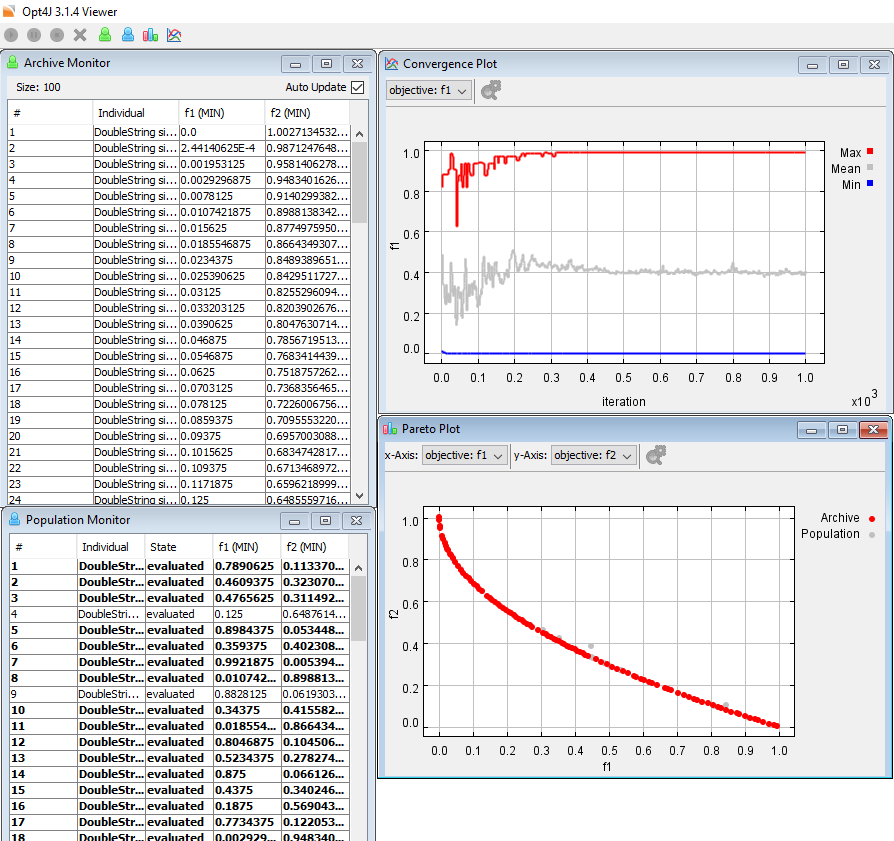 Opt4J 3.1.4 Viewer
Archive Monitor
Size: 100 Auto Update
# Individual f1 (MIN) f2 (MIN)
1 DoubleString si... 0.0 1.0027134532...
2 DoubleString si... 2.44140625E-4 0.9871247648...
3 DoubleString si... 0.001953125 0.9581406278...
4 DoubleString si... 0.0029296875 0.9483401626...
5 DoubleString si... 0.0078125 0.9140299382...
6 DoubleString si... 0.0107421875 0.8988138342...
7 DoubleString si... 0.015625 0.8774975950...
8 DoubleString si... 0.0185546875 0.8664349307...
9 DoubleString si... 0.0234375 0.8489389651...
10 DoubleString si... 0.025390625 0.8429511727...
11 DoubleString si... 0.03125 0.8255296094...
12 DoubleString si... 0.033203125 0.8203902676...
13 DoubleString si... 0.0390625 0.8047630714...
14 DoubleString si... 0.046875 0.7856719513...
15 DoubleString si... 0.0546875 0.7683414439...
16 DoubleString si... 0.0625 0.7518757262...
17 DoubleString si... 0.0703125 0.7368356465...
18 DoubleString si... 0.078125 0.7226006756...
19 DoubleString si... 0.0859375 0.7095553220...
20 DoubleString si... 0.09375 0.6957003088...
21 DoubleString si... 0.1015625 0.6834742817...
22 DoubleString si... 0.109375 0.6713468972...
23 DoubleString si... 0.1171875 0.6596218999...
24 DoubleString si... 0.125 0.6485559716...
Population Monitor
# Individual State f1 (MIN) f2 (MIN)
1 DoubleStr... evaluated 0.7890625 0.113370...
2 DoubleStr... evaluated 0.4609375 0.323070...
3 DoubleStr... evaluated 0.4765625 0.311492...
4 DoubleStri... evaluated 0.125 0.6487614...
5 DoubleStr... evaluated 0.8984375 0.053448...
6 DoubleStr... evaluated 0.359375 0.402308...
7 DoubleStr... evaluated 0.9921875 0.005394...
8 DoubleStr... evaluated 0.010742... 0.898813...
9 DoubleStri... evaluated 0.8828125 0.0619303...
10 DoubleStr... evaluated 0.34375 0.415582...
11 DoubleStr... evaluated 0.018554... 0.866434...
12 DoubleStr... evaluated 0.8046875 0.104506...
13 DoubleStr... evaluated 0.5234375 0.278274...
14 DoubleStr... evaluated 0.875 0.066126...
15 DoubleStr... evaluated 0.4375 0.340246...
16 DoubleStr... evaluated 0.1875 0.569043...
17 DoubleStr... evaluated 0.7734375 0.122053...
18 DoubleStr... evaluated 0.002929... 0.948340...
Convergence Plot
objective: f1
1.0
0.8
0.6
0.4
0.2
0.0
f1
0.0 0.1 0.2 0.3 0.4 0.5 0.6 0.7 0.8 0.9 1.0
iteration x10^3
Max
Mean
Min
Pareto Plot
x-Axis: objective: f1 y-Axis: objective: f2
1.0
0.8
0.6
0.4
0.2
0.0
f2
0.0 0.1 0.2 0.3 0.4 0.5 0.6 0.7 0.8 0.9 1.0
f1
Archive
Population